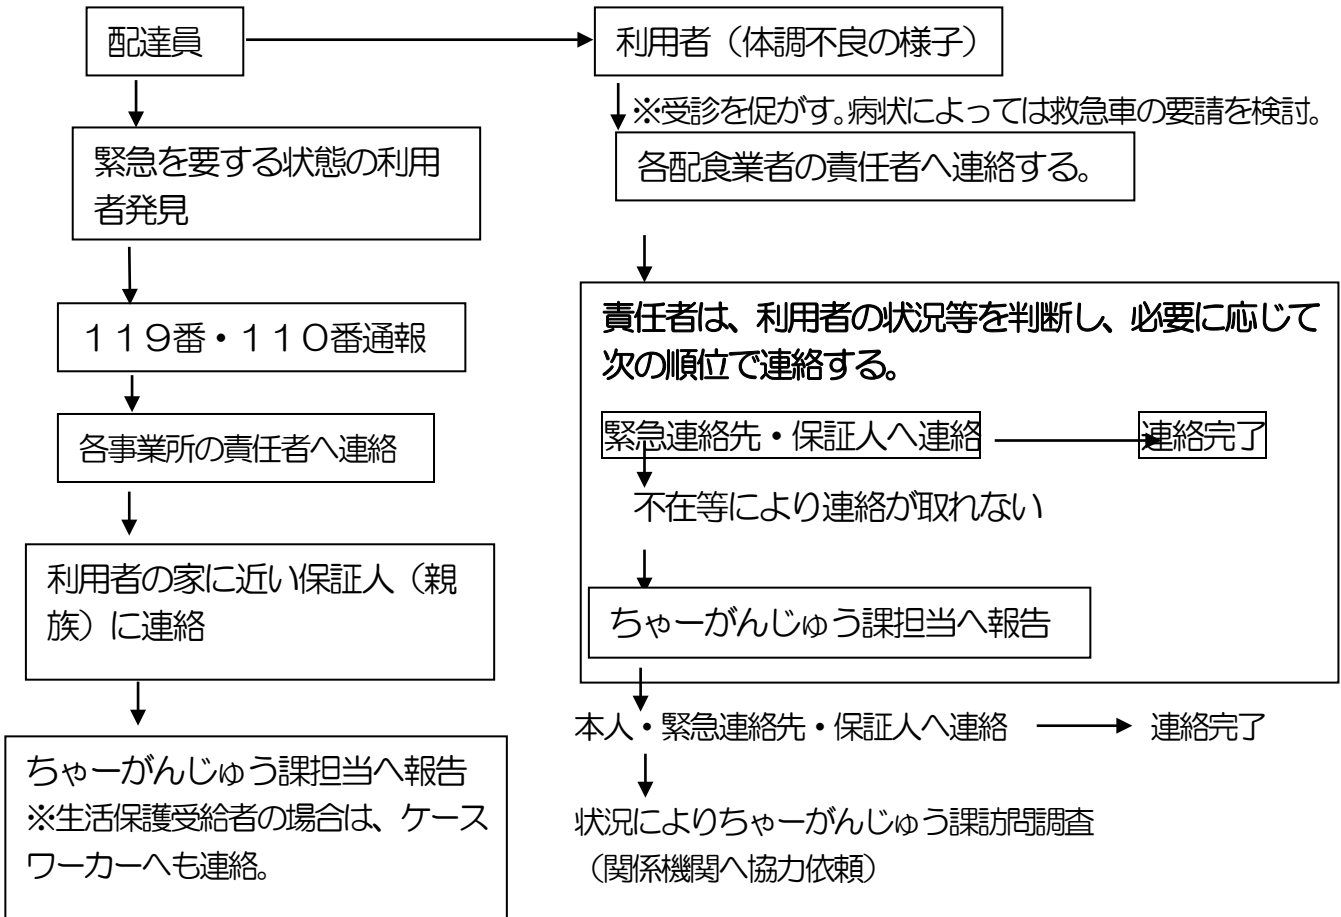 配達員
緊急を要する状態の利用
者発見
119番・110番通報
各事業所の責任者へ連絡
利用者の家に近い保証人(親
族)に連絡
ちゃーがんじゅう課担当へ報告
※生活保護受給者の場合は、ケース
ワーカーへも連絡。
利用者(体調不良の様子)
※受診を促がす。病状によっては救急車の要請を検討。
各配食業者の責任者へ連絡する。
責任者は、利用者の状況等を判断し、必要に応じて
次の順位で連絡する。
緊急連絡先・保証人へ連絡
連絡完了
不在等により連絡が取れない
ちゃーがんじゅう課担当へ報告
本人・緊急連絡先・保証人へ連絡
連絡完了
状況によりちゃーがんじゅう課訪問調査
(関係機関へ協力依頼)